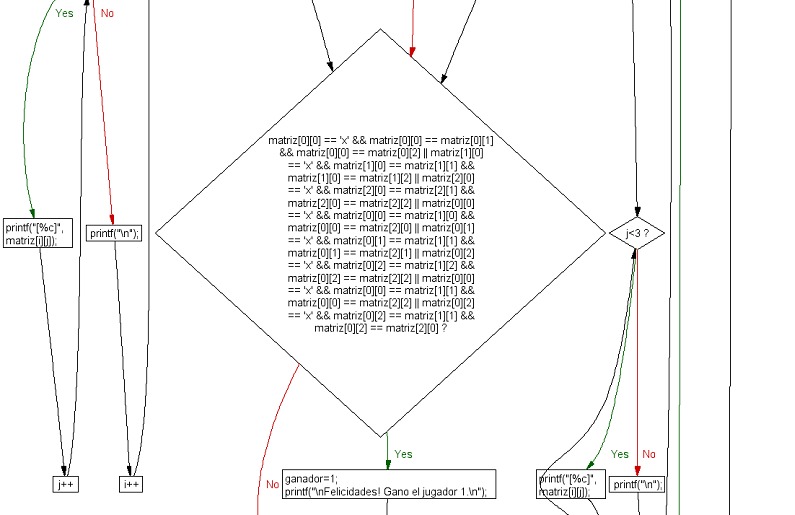 Yes
No
matriz[0][0] == 'x' && matriz[0][0] == matriz[0][1]
&& matriz[0][0] == matriz[0][2] || matriz[1][0]
== 'x' && matriz[1][0] == matriz[1][1] &&
matriz[1][0] == matriz[1][2] || matriz[2][0]
== 'x' && matriz[2][0] == matriz[2][1] &&
matriz[2][0] == matriz[2][2] || matriz[0][0]
== 'x' && matriz[0][0] == matriz[1][0] &&
matriz[0][0] == matriz[2][0] || matriz[0][1]
== 'x' && matriz[0][1] == matriz[1][1] &&
matriz[0][1] == matriz[2][1] || matriz[0][2]
== 'x' && matriz[0][2] == matriz[1][2] &&
matriz[0][2] == matriz[2][2] || matriz[0][0]
== 'x' && matriz[0][0] == matriz[1][1] &&
matriz[0][0] == matriz[2][2] || matriz[0][2]
== 'x' && matriz[0][2] == matriz[1][1] &&
matriz[0][2] == matriz[2][0] ?
printf("[%c]",
matriz[i][j]);
printf("\n");
j<3 ?
Yes
Yes
No
j++
i++
No
ganador=1;
printf("\nFelicidades! Gano el jugador 1.\n");
printf("[%c]",
matriz[i][j]);
printf("\n");